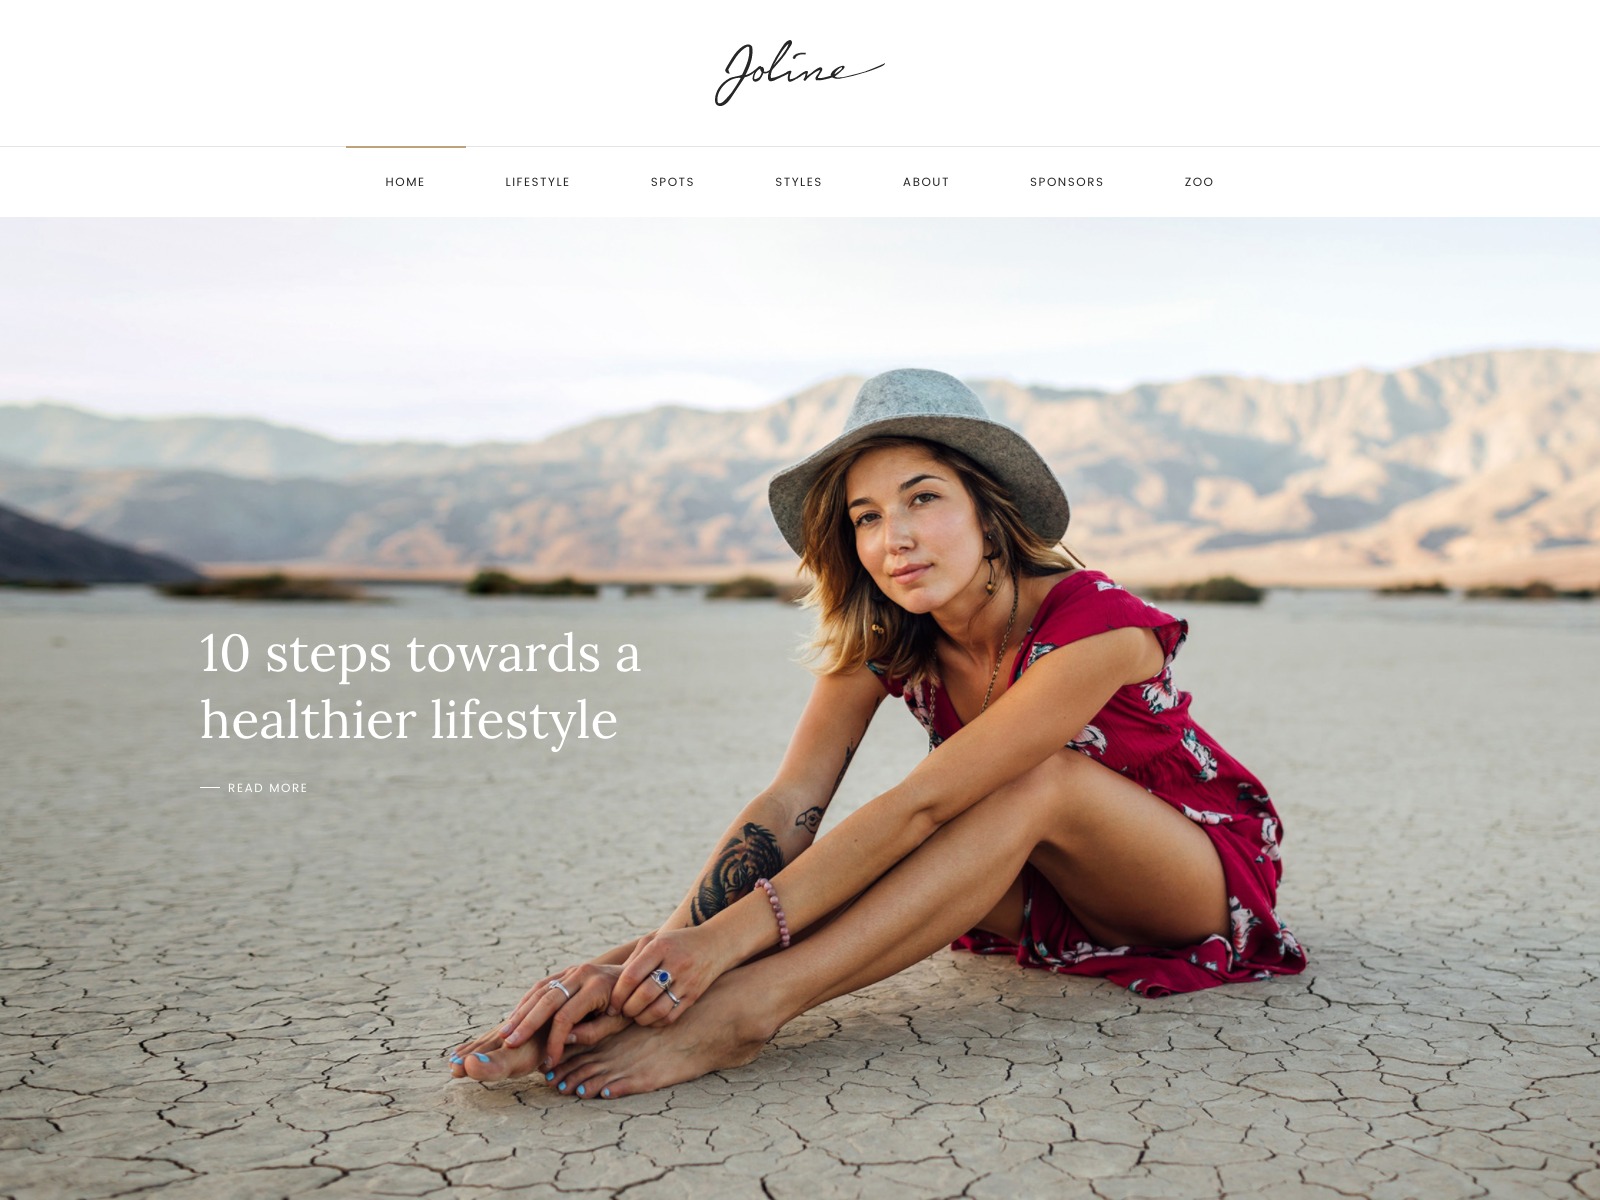 Joline
HOME LIFESTYLE SPOTS STYLES ABOUT SPONSORS ZOO
10 steps towards a
healthier lifestyle
READ MORE